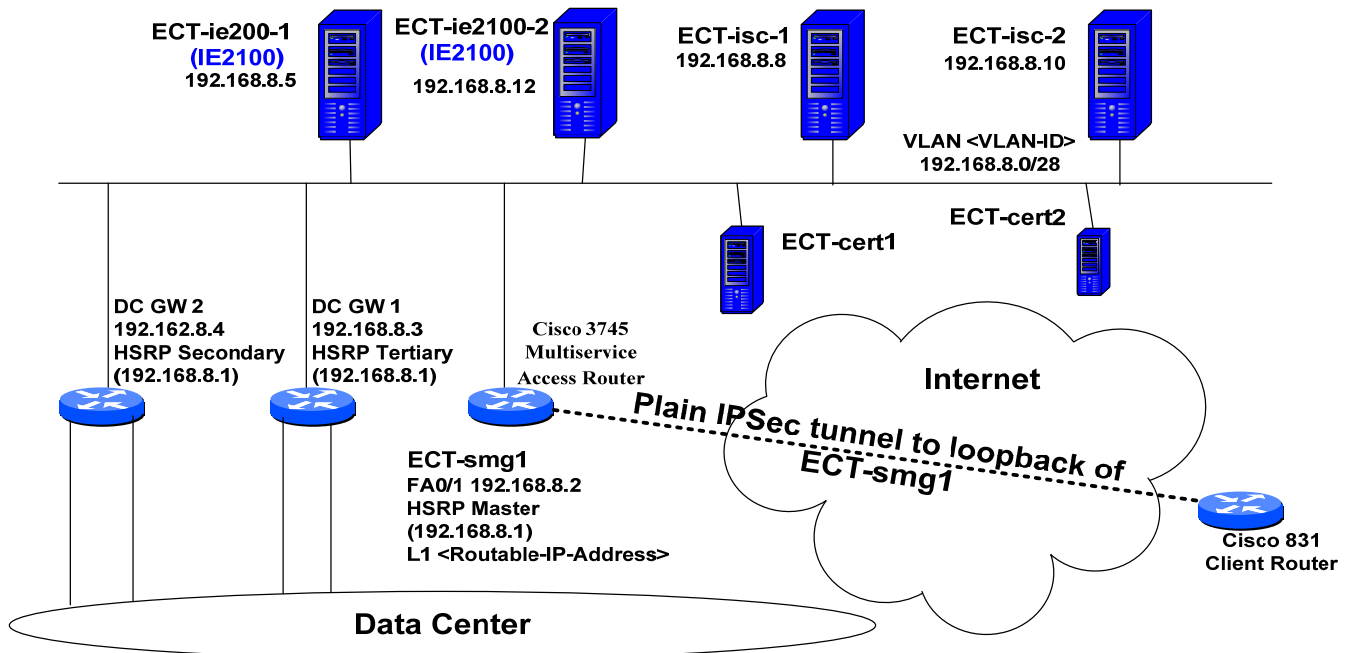 ECT-ie200-1
(IE2100)
192.168.8.5
ECT-ie2100-2
(IE2100)
192.168.8.12
ECT-isc-1
192.168.8.8
ECT-isc-2
192.168.8.10
VLAN <VLAN-ID>
192.168.8.0/28
ECT-cert1
ECT-cert2
DC GW 2
192.162.8.4
HSRP Secondary
(192.168.8.1)
DC GW 1
192.168.8.3
HSRP Tertiary
(192.168.8.1)
Cisco 3745
Multiservice
Access Router
Internet
Plain IPSec tunnel to loopback of
ECT-smg1
ECT-smg1
FA0/1 192.168.8.2
HSRP Master
(192.168.8.1)
L1 <Routable-IP-Address>
Cisco 831
Client Router
Data Center